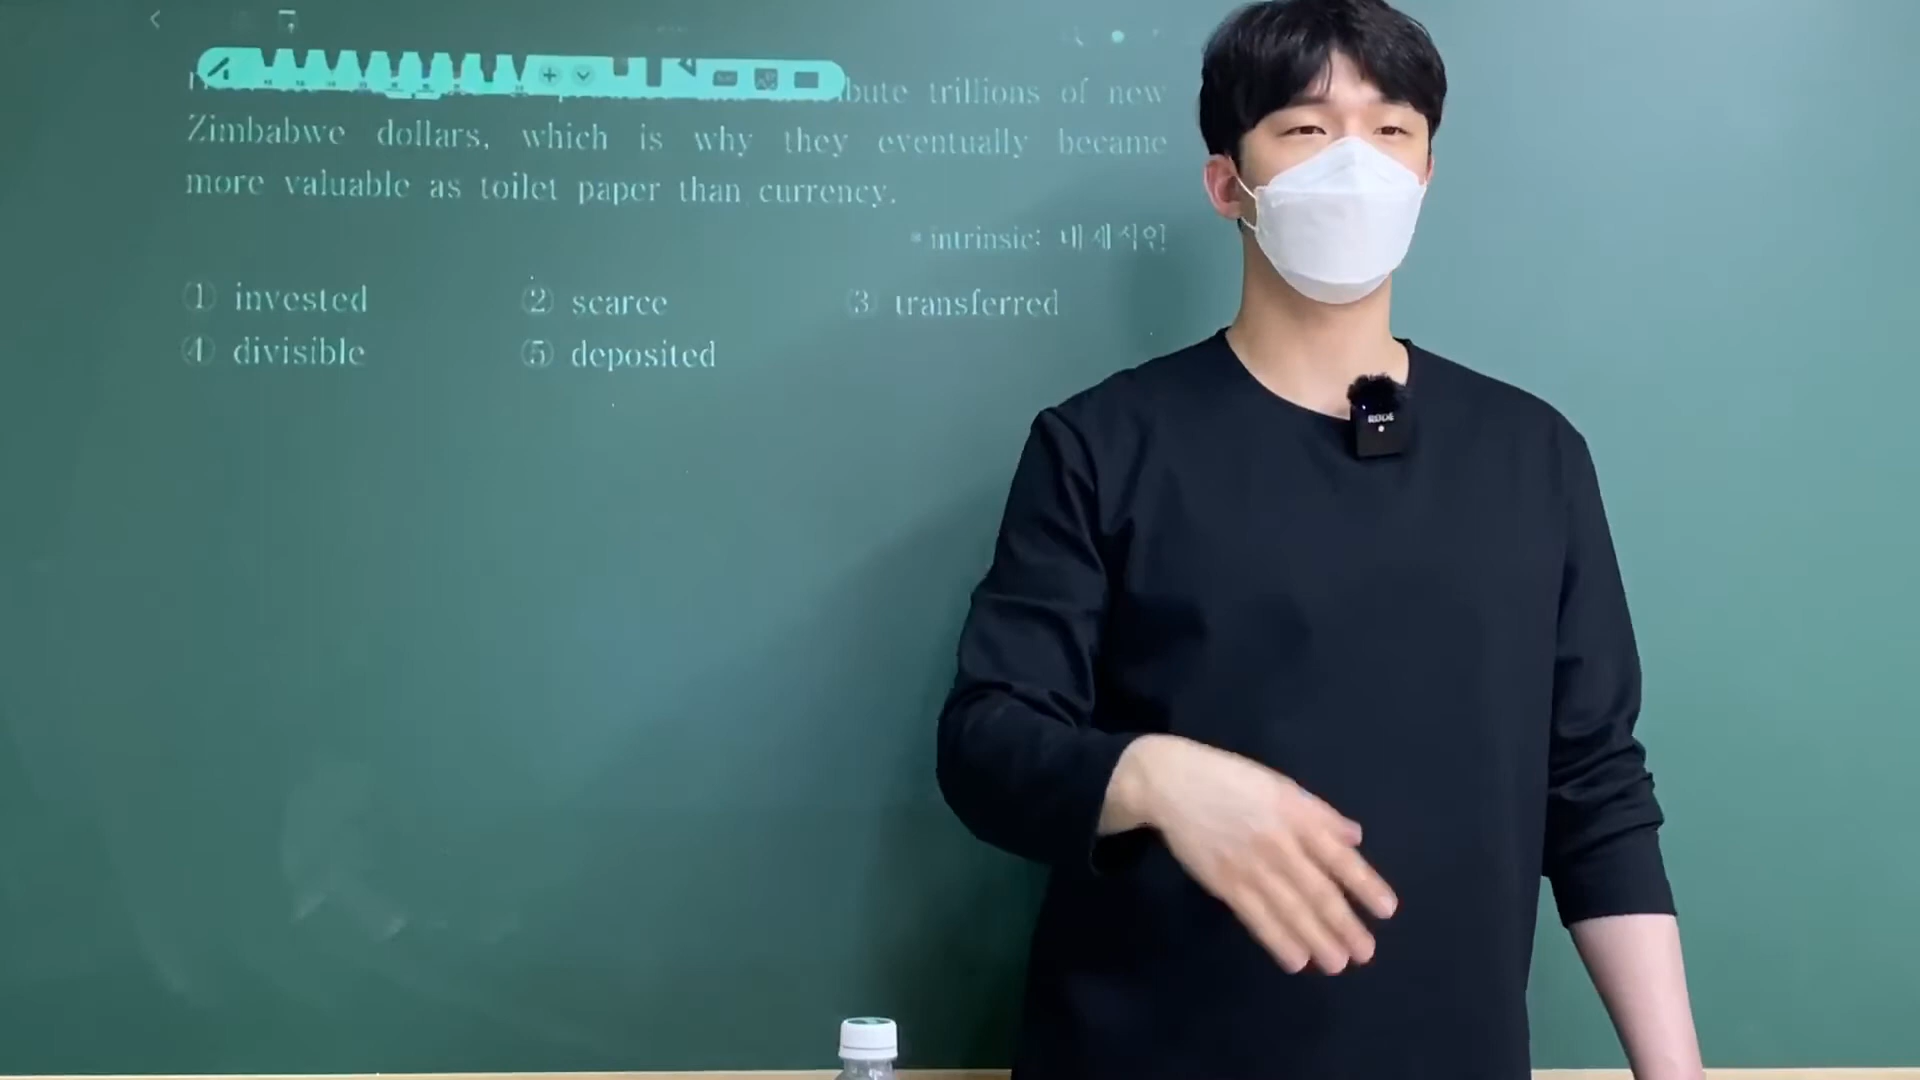 bute trillions of new
Zimbabwe dollars, which is why they eventually became
more valuable as toilet paper than currency.
* intrinsic: 내재적인
① invested ② scarce ③ transferred
④ divisible ⑤ deposited
RØDE